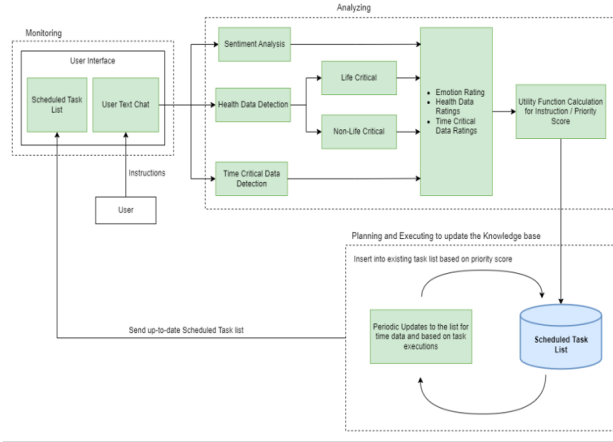 Analyzing
Monitoring
User Interface
Scheduled Task
List
User Text Chat
Instructions
User
Sentiment Analysis
Health Data Detection
Life Critical
Non-Life Critical
Time Critical Data
Detection
• Emotion Rating
• Health Data
Ratings
• Time Critical
Data Ratings
Utility Function Calculation
for Instruction / Priority
Score
Planning and Executing to update the Knowledge base
Insert into existing task list based on priority score
Periodic Updates to the list for
time data and based on task
executions
Scheduled Task
List
Send up-to-date Scheduled Task list